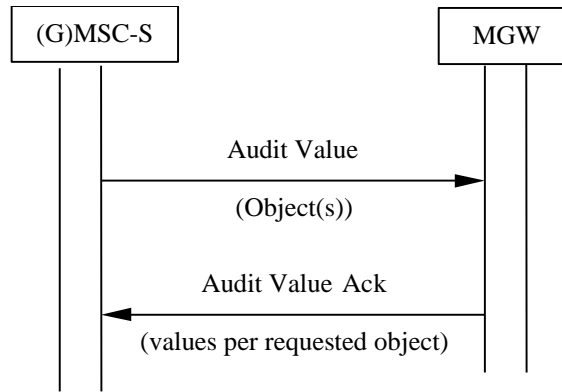 (G)MSC-S
MGW
Audit Value
(Object(s))
Audit Value Ack
(values per requested object)